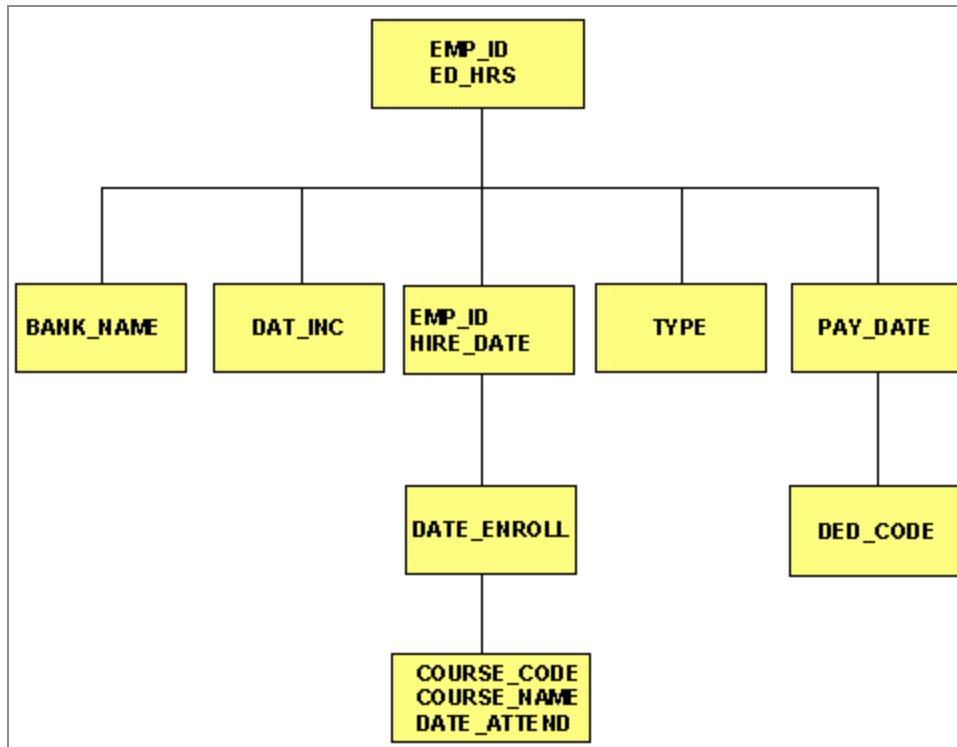 EMP_ID
ED_HRS
BANK_NAME
DAT_INC
EMP_ID
HIRE_DATE
TYPE
PAY_DATE
DATE_ENROLL
DED_CODE
COURSE_CODE
COURSE_NAME
DATE_ATTEND